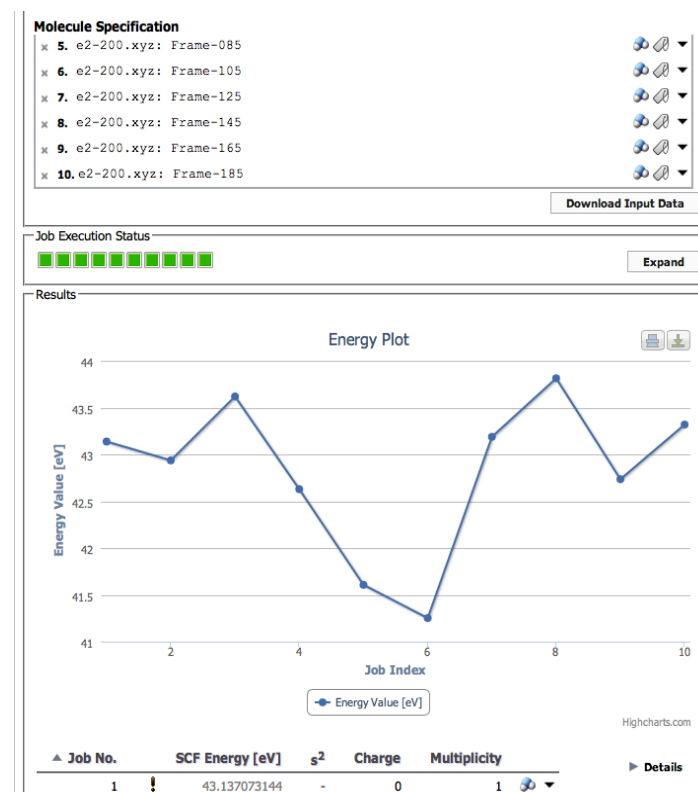 Molecule Specification
× 5. e2-200.xyz: Frame-085
× 6. e2-200.xyz: Frame-105
× 7. e2-200.xyz: Frame-125
× 8. e2-200.xyz: Frame-145
× 9. e2-200.xyz: Frame-165
× 10. e2-200.xyz: Frame-185
Download Input Data
Job Execution Status
Expand
Results
Energy Plot
44
43.5
43
42.5
42
41.5
41
Energy Value [eV]
2 4 6 8 10
Job Index
Energy Value [eV]
Highcharts.com
Job No. SCF Energy [eV] s² Charge Multiplicity
Details
1 ! 43.137073144 - 0 1